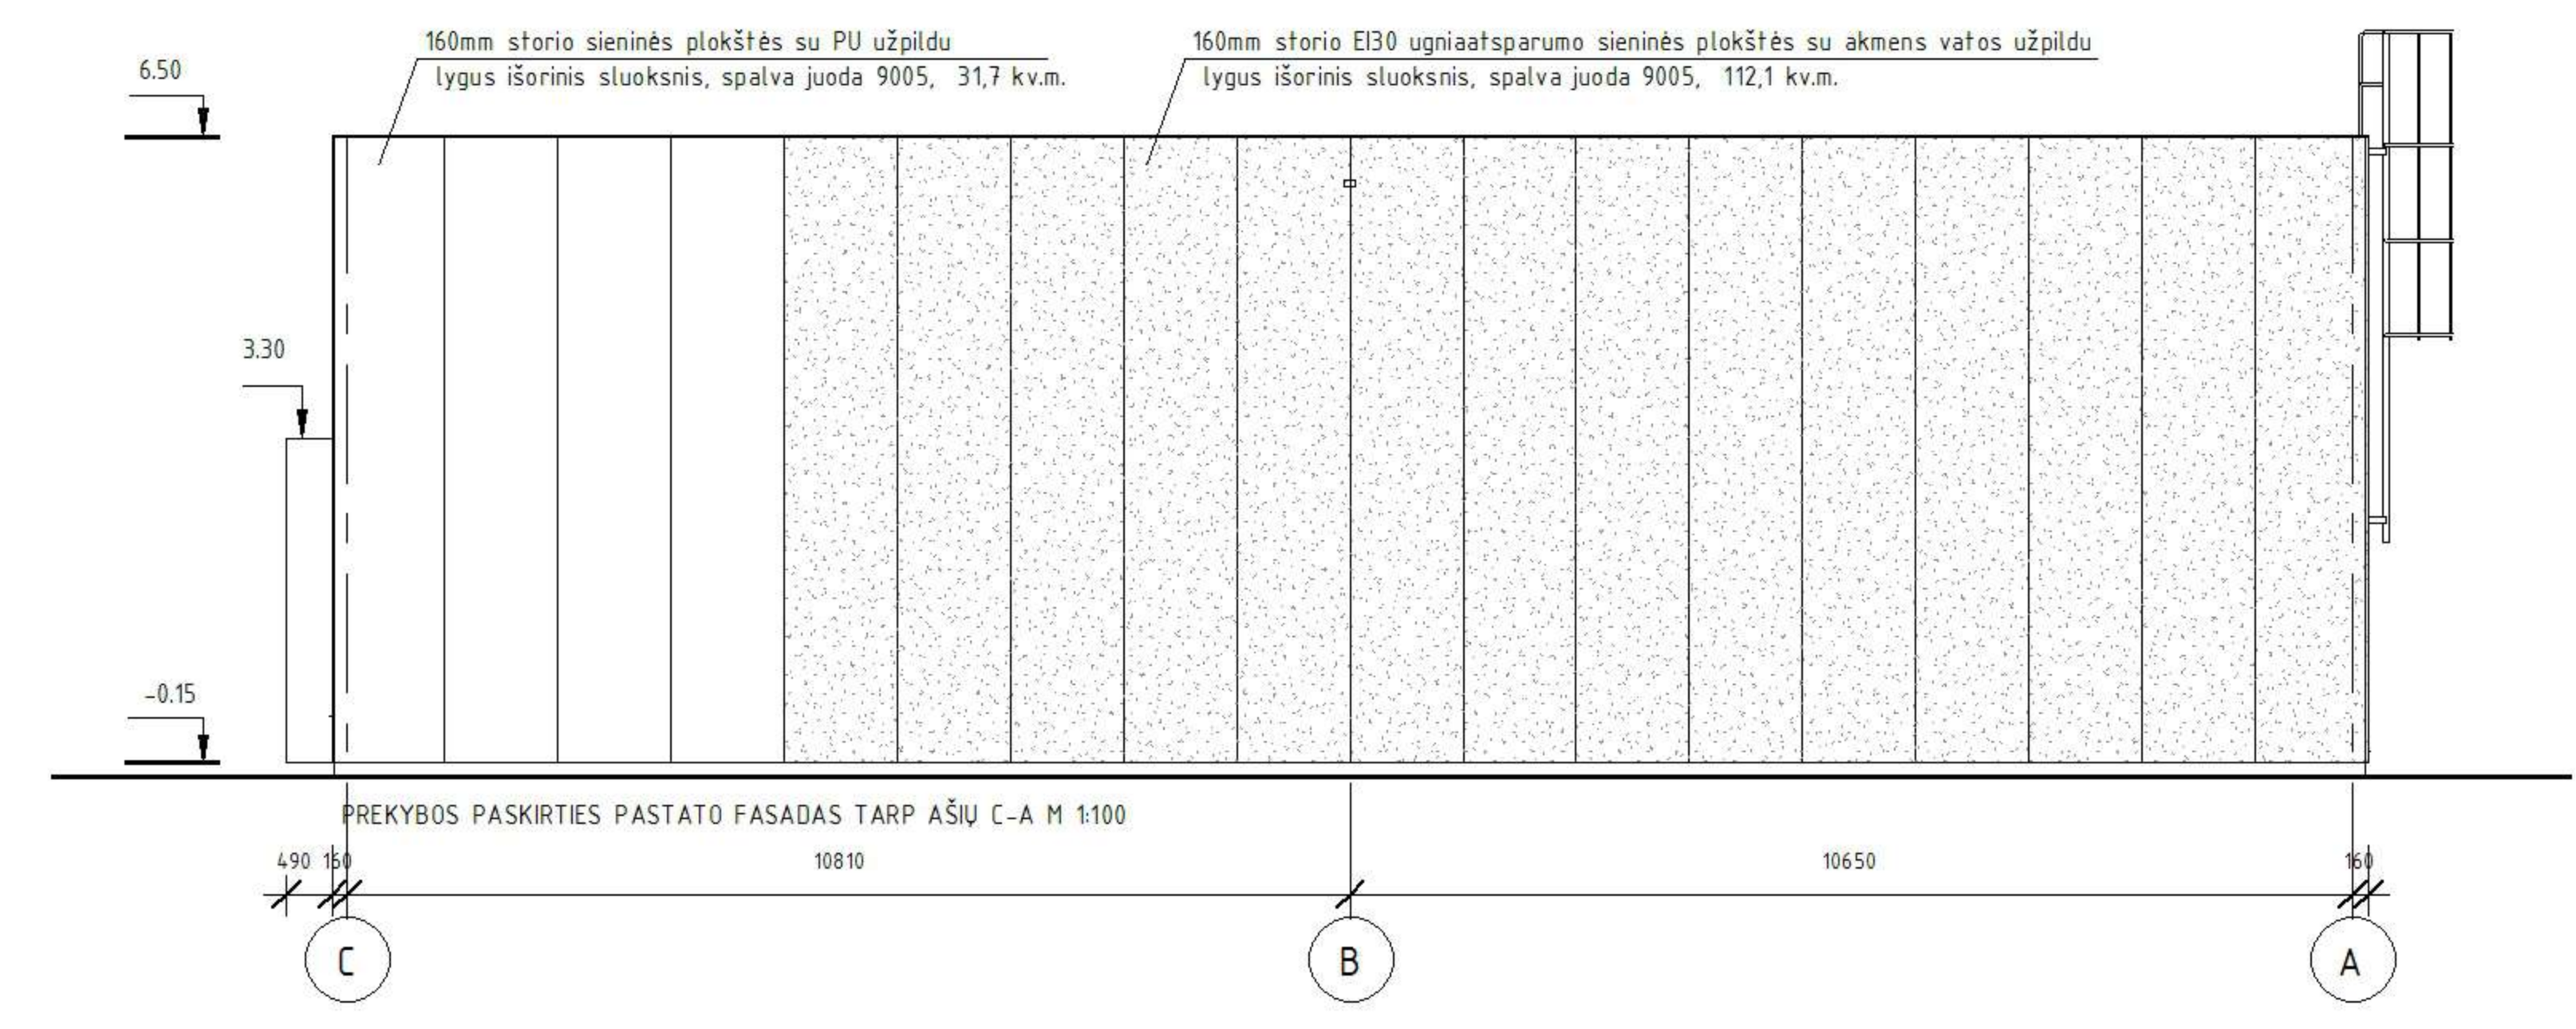 160mm storio sieninės plokštės su PU užpildu
lygus išorinis sluoksnis, spalva juoda 9005, 31,7 kv.m.
160mm storio EI30 ugniaatsparumo sieninės plokštės su akmens vatos užpildu
lygus išorinis sluoksnis, spalva juoda 9005, 112,1 kv.m.
6.50
3.30
-0.15
PREKYBOS PASKIRTIES PASTATO FASADAS TARP AŠIŲ C-A M 1:100
490 160 10810 10650 160
C B A